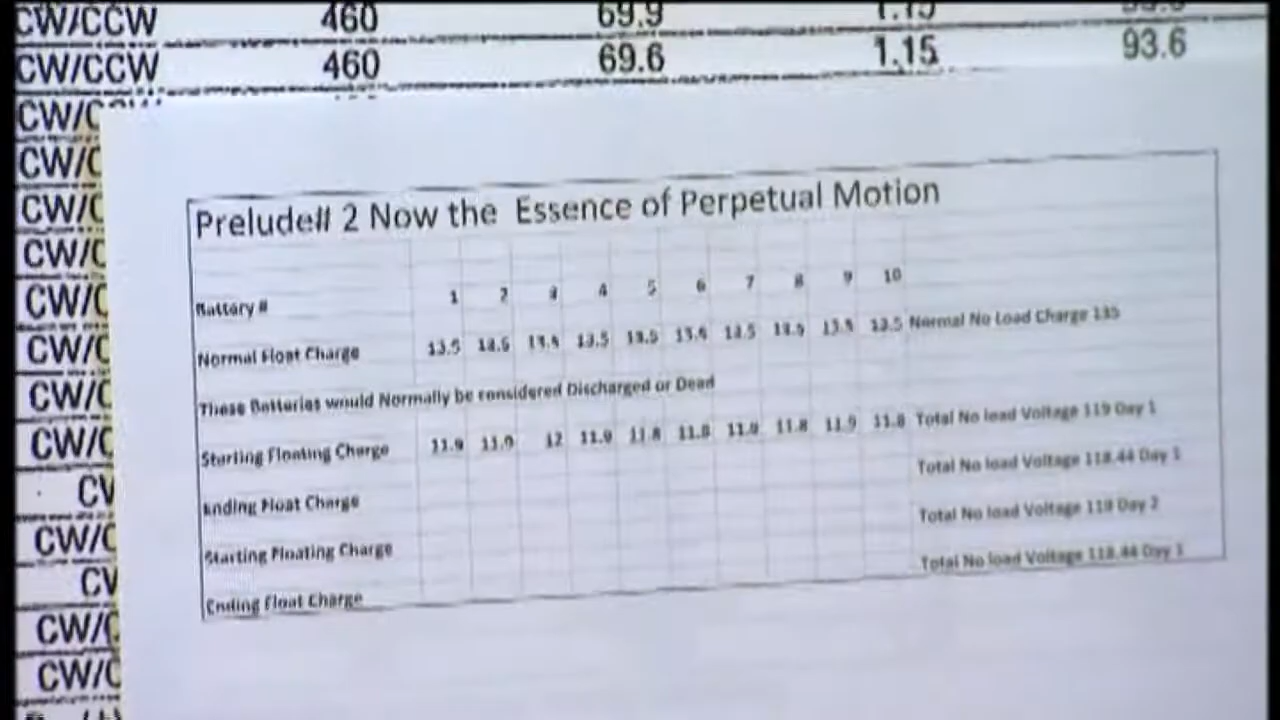 CW/CCW 460 69.9 1.15
CW/CCW 460 69.6 1.15 93.6
CW/C
CW/C
CW/C
CW/C
CW/C
CW/C
CW/C
CW/C
CV
CW/C
CV
CW/C
CW/C
Prelude# 2 Now the Essence of Perpetual Motion
Battery # 1 2 3 4 5 6 7 8 9 10
Normal Float Charge 13.5 13.5 13.5 13.5 13.5 13.5 13.5 13.5 13.5 13.5 Normal No Load Charge 135
These Batteries would Normally be considered Discharged or Dead
Starting Floating Charge 11.9 11.9 12 11.9 11.8 11.8 11.9 11.8 11.9 11.8 Total No load Voltage 119 Day 1
Ending Float Charge Total No load Voltage 118.44 Day 1
Starting Floating Charge Total No load Voltage 119 Day 2
Ending Float Charge Total No load Voltage 118.44 Day